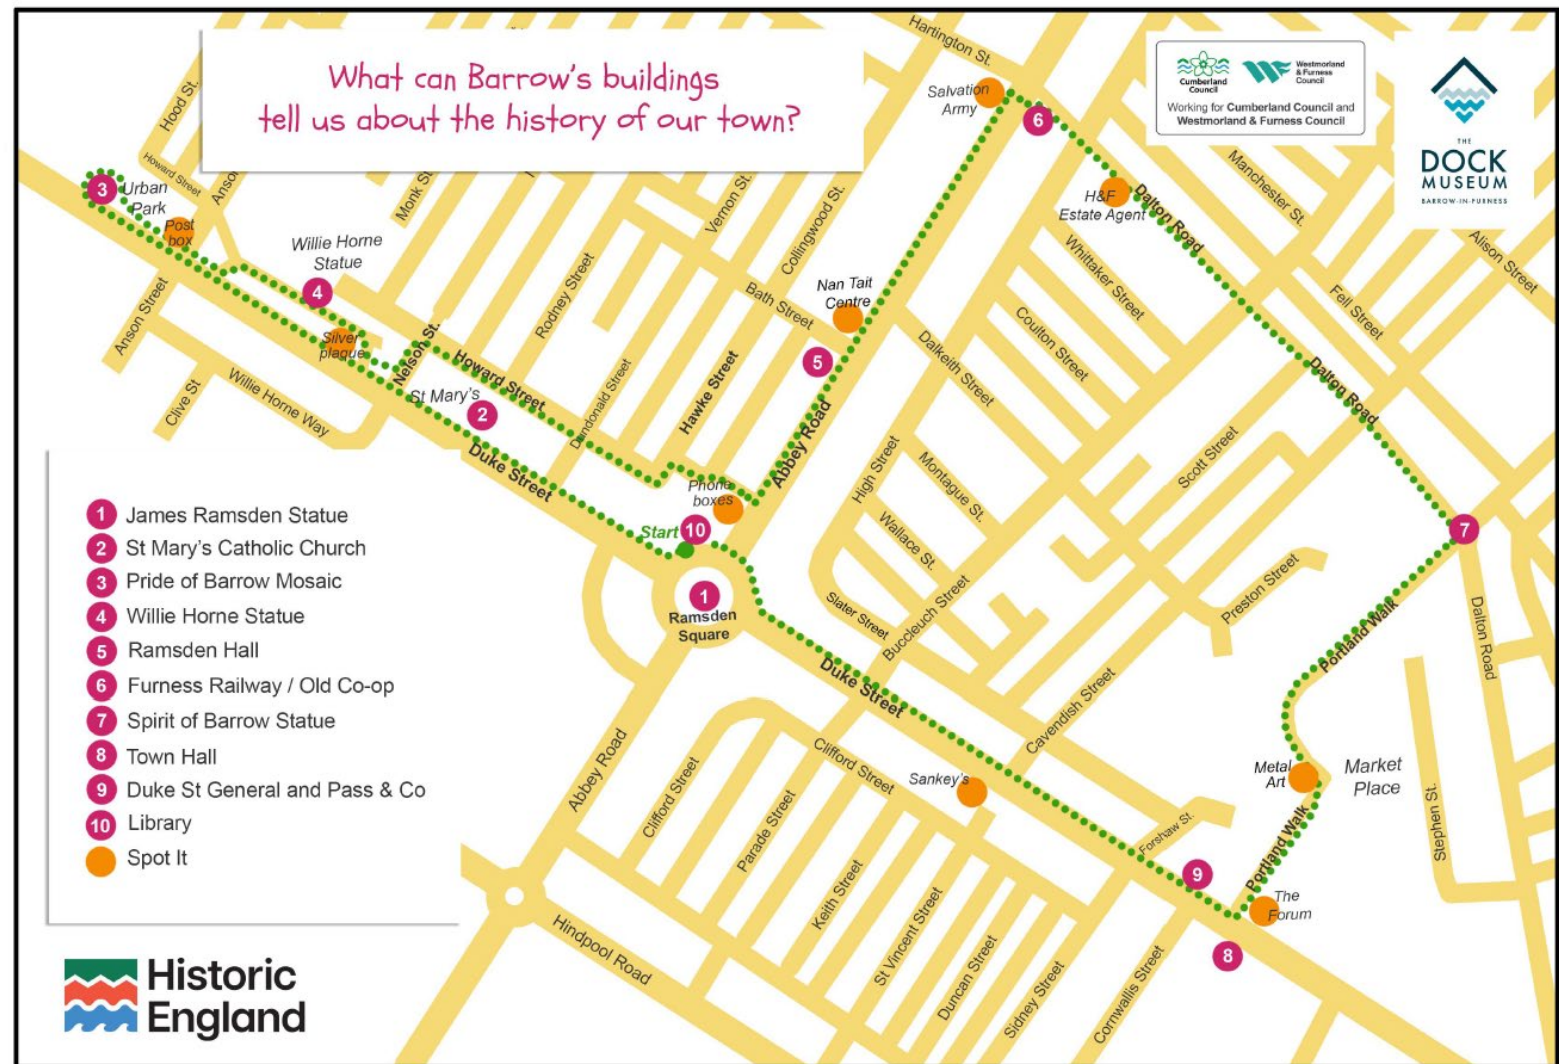 What can Barrow's buildings
tell us about the history of our town?
Cumberland
Council
Westmorland
& Furness
Council
Working for Cumberland Council and
Westmorland & Furness Council
THE
DOCK
MUSEUM
BARROW-IN-FURNESS
Hartington St.
Salvation
Army
6
Hood St.
Howard Street
Anson
Monk St
Vernon St.
Collingwood St.
H&F
Estate Agent
Dalton Road
Manchester St.
Alison Street
3
Urban
Park
Post
box
Willie Horne
Statue
4
Rodney Street
Bath Street
Nan Tait
Centre
Whittaker Street
Coulton Street
Fell Street
Anson Street
Silver
plaque
Nelson St.
Howard Street
5
Dalkeith Street
Dalton Road
Clive St
Willie Horne Way
St Mary's
2
Dundonald Street
Hawke Street
Abbey Road
Duke Street
High Street
Montague St.
Scott Street
Phone
boxes
Start
10
Wallace St.
7
1
Ramsden
Square
Slater Street
Buccleuch Street
Preston Street
Portland Walk
Dalton Road
Duke Street
Cavendish Street
Abbey Road
Clifford Street
Clifford Street
Parade Street
Sankey's
Metal
Art
Market
Place
Portland Walk
Stephen St.
Forshaw St.
9
The
Forum
8
Keith Street
St Vincent Street
Duncan Street
Sidney Street
Cornwallis Street
Hindpool Road
1 James Ramsden Statue
2 St Mary's Catholic Church
3 Pride of Barrow Mosaic
4 Willie Horne Statue
5 Ramsden Hall
6 Furness Railway / Old Co-op
7 Spirit of Barrow Statue
8 Town Hall
9 Duke St General and Pass & Co
10 Library
Spot It
Historic
England